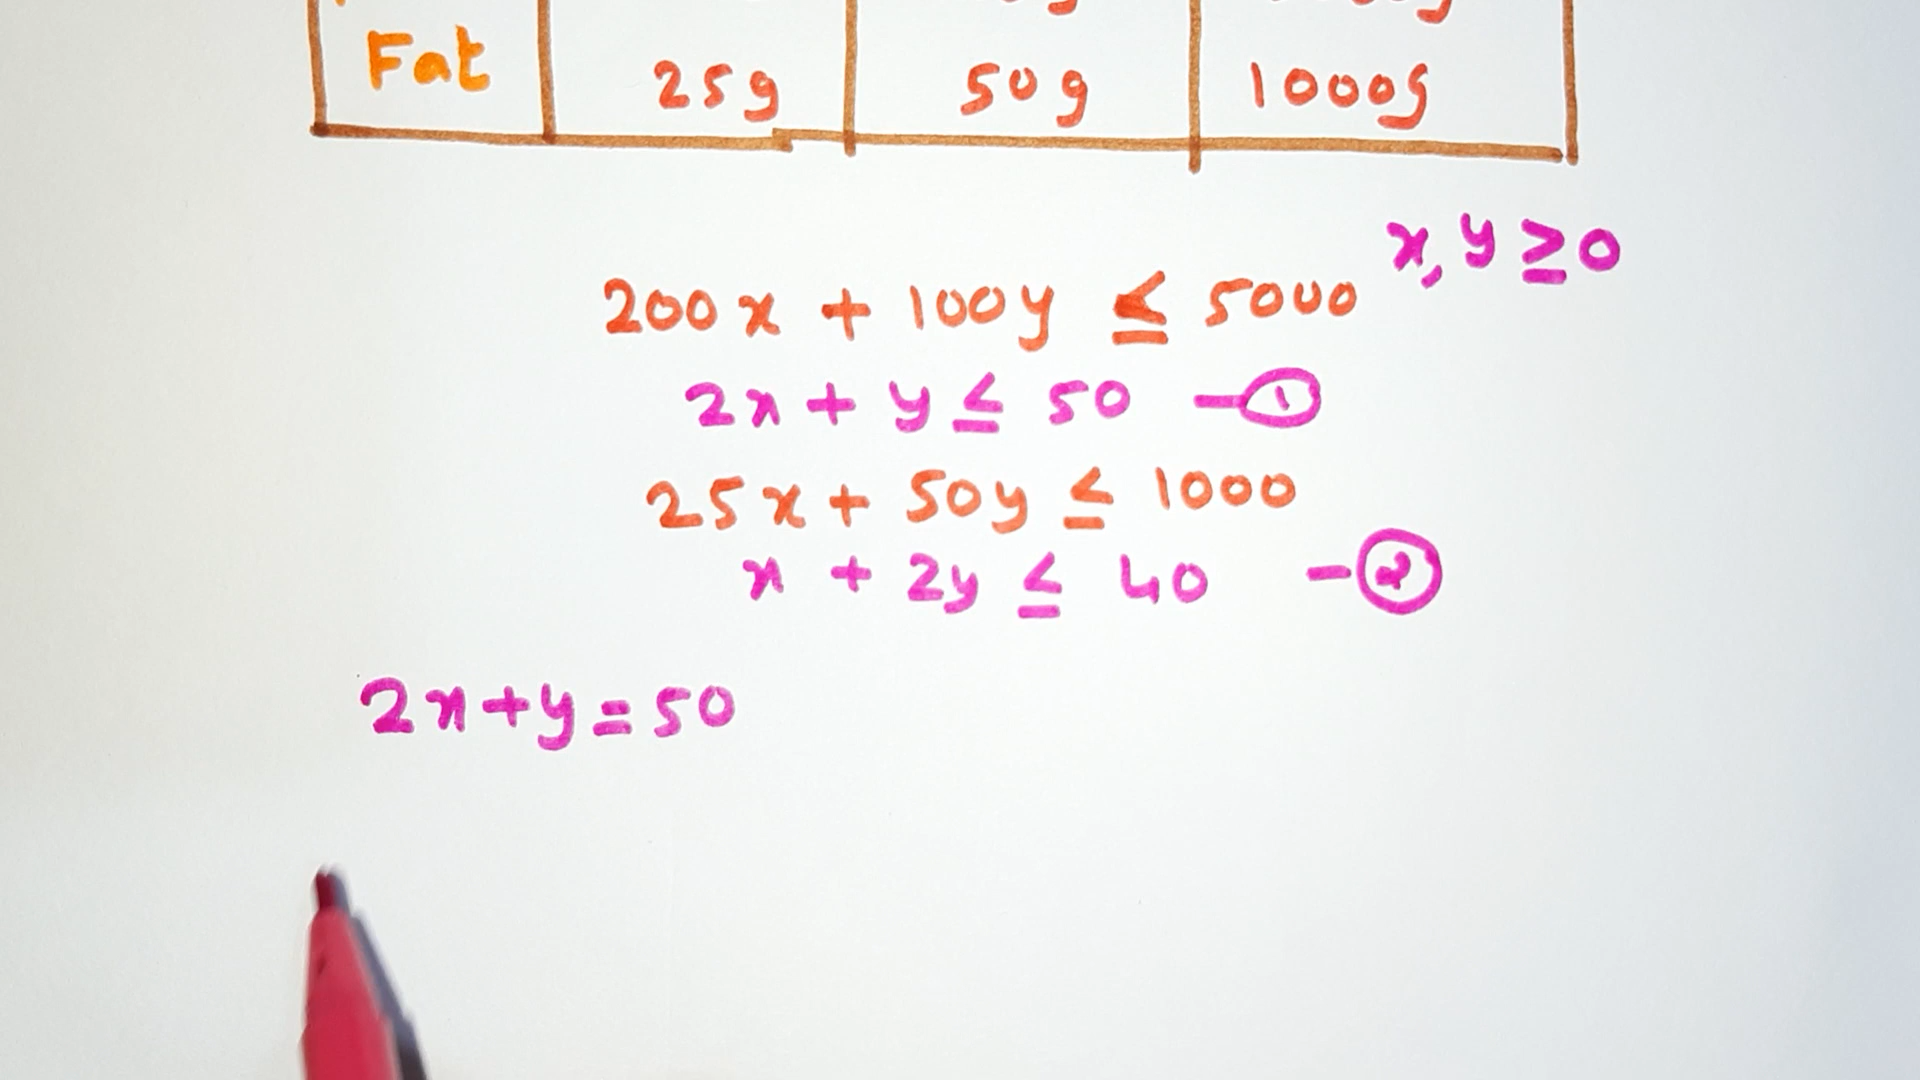 Fat 25g 50g 1000g
x, y ≥ 0
200x + 100y ≤ 5000
2x + y ≤ 50 — ①
25x + 50y ≤ 1000
x + 2y ≤ 40 — ②
2x+y=50